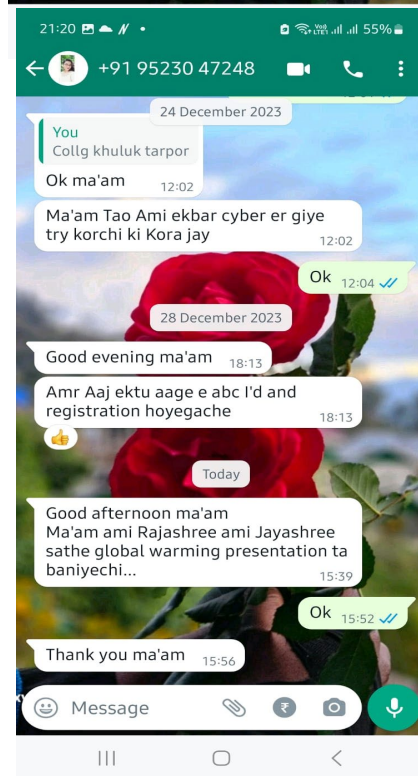 21:20
55%
+91 95230 47248
24 December 2023
You
Collg khuluk tarpor
Ok ma'am 12:02
Ma'am Tao Ami ekbar cyber er giye
try korchi ki Kora jay
12:02
Ok 12:04
28 December 2023
Good evening ma'am 18:13
Amr Aaj ektu aage e abc I'd and
registration hoyegache
18:13
Today
Good afternoon ma'am
Ma'am ami Rajashree ami Jayashree
sathe global warming presentation ta
baniyechi...
15:39
Ok 15:52
Thank you ma'am 15:56
Message